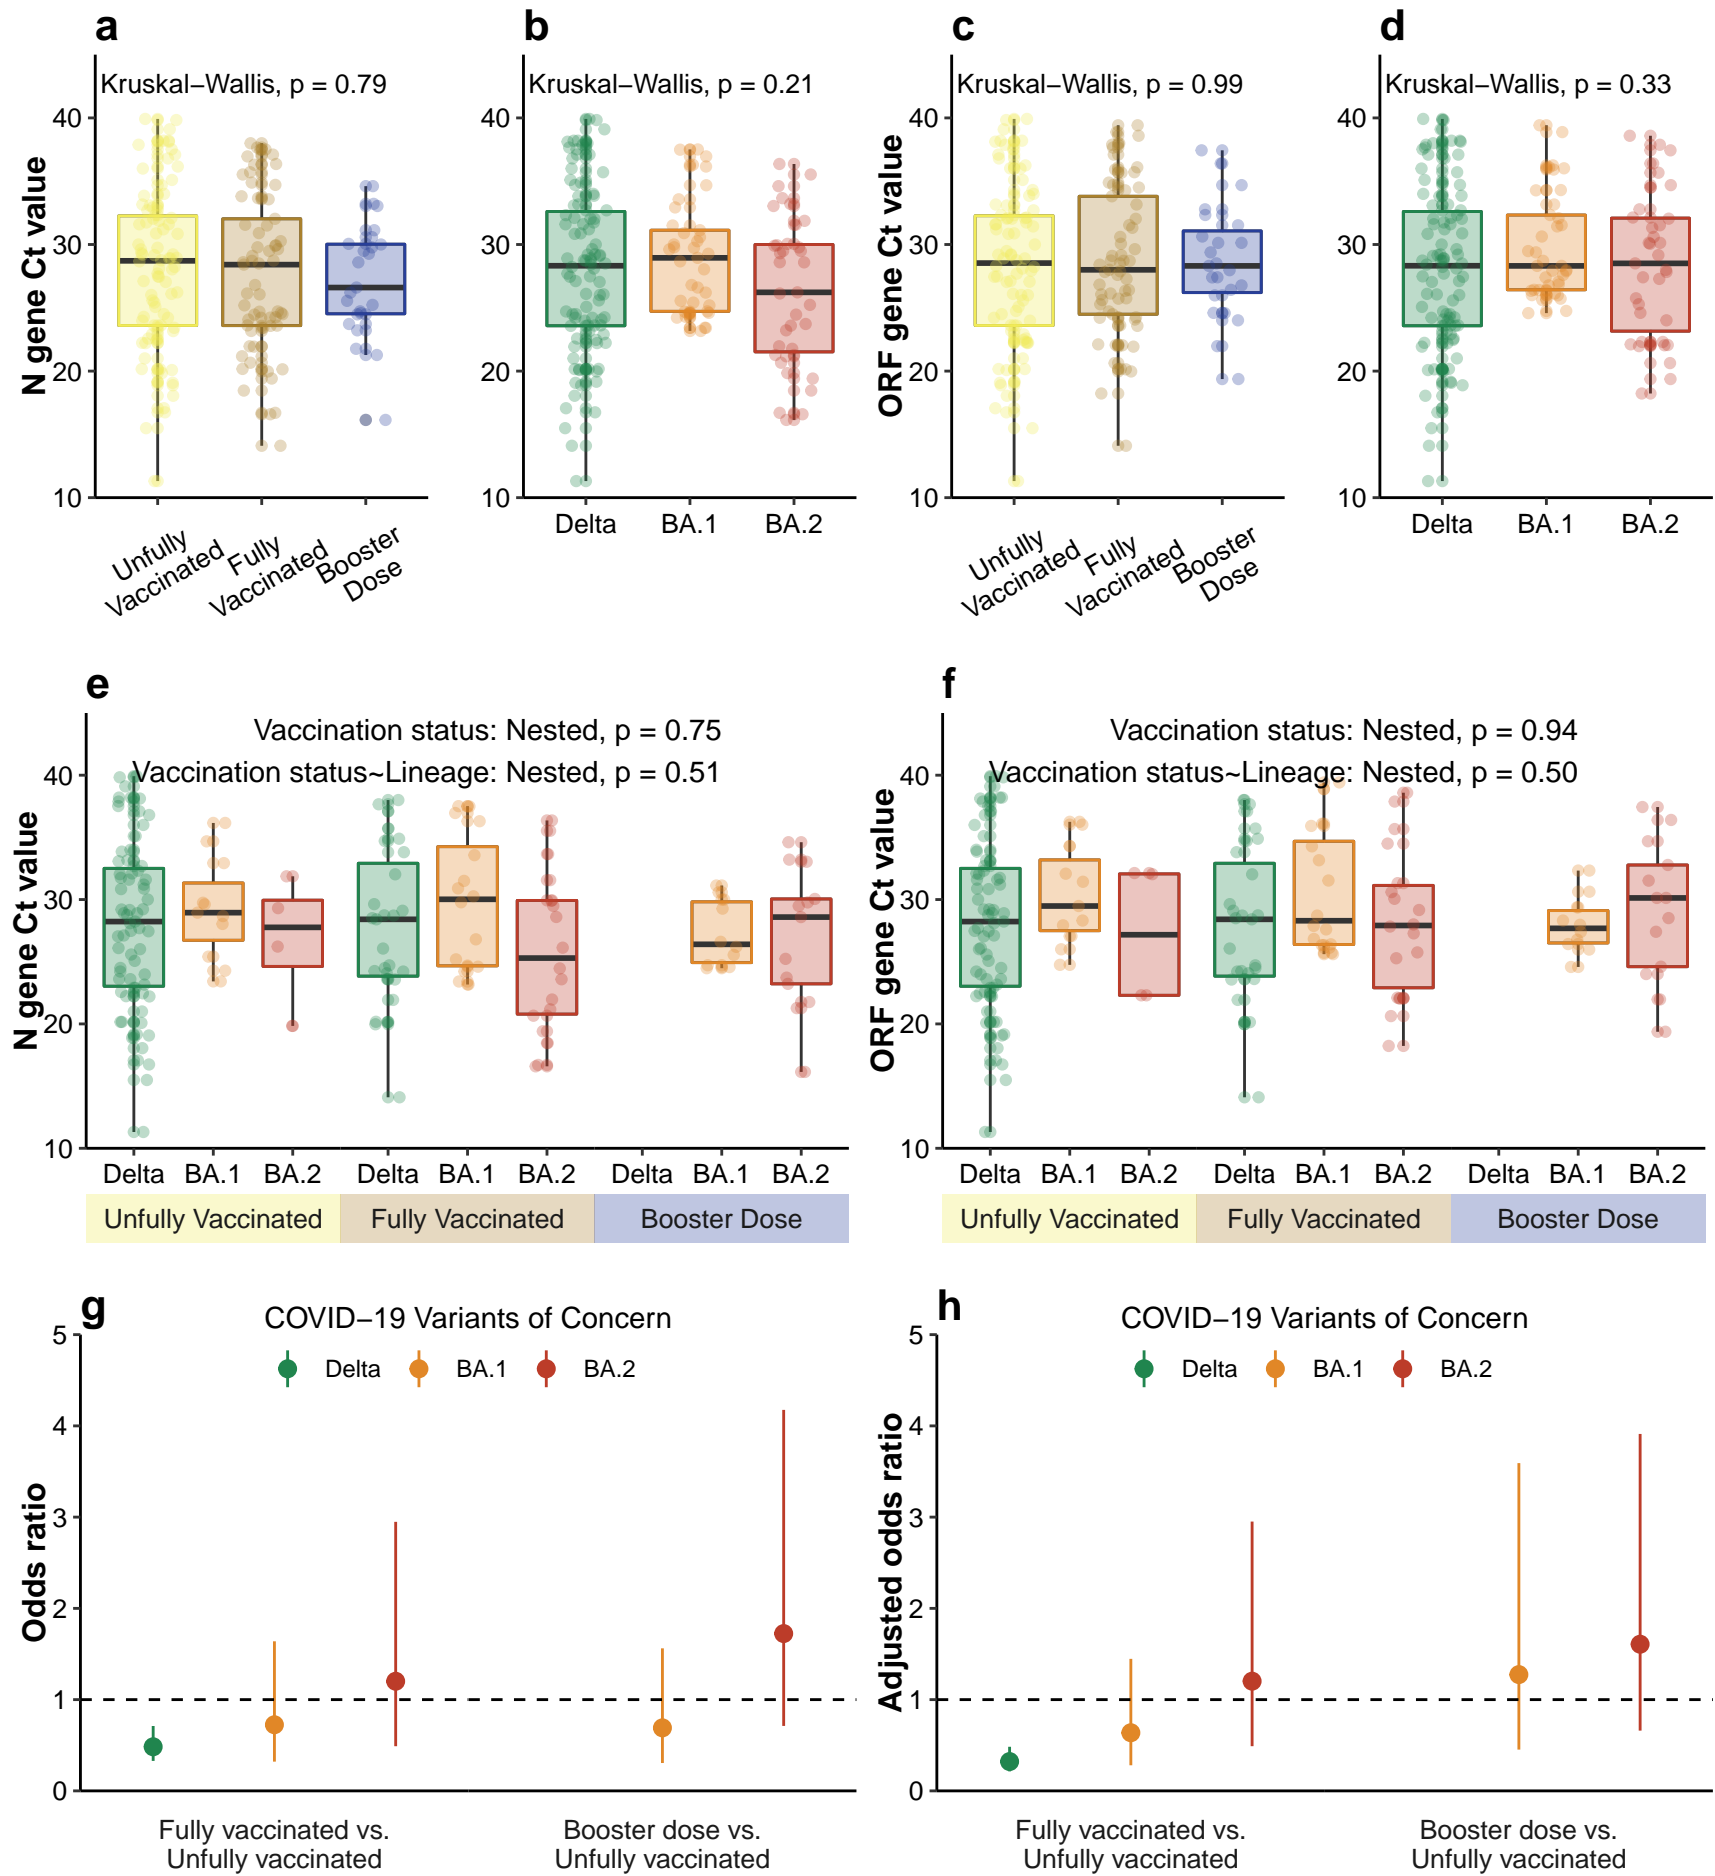 a
Kruskal–Wallis, p = 0.79
N gene Ct value
40
30
20
10
Unfully
Vaccinated
Fully
Vaccinated
Booster
Dose
b
Kruskal–Wallis, p = 0.21
40
30
20
10
Delta BA.1 BA.2
c
Kruskal–Wallis, p = 0.99
ORF gene Ct value
40
30
20
10
Unfully
Vaccinated
Fully
Vaccinated
Booster
Dose
d
Kruskal–Wallis, p = 0.33
40
30
20
10
Delta BA.1 BA.2
e
Vaccination status: Nested, p = 0.75
Vaccination status~Lineage: Nested, p = 0.51
N gene Ct value
40
30
20
10
Delta BA.1 BA.2 Delta BA.1 BA.2 Delta BA.1 BA.2
Unfully Vaccinated Fully Vaccinated Booster Dose
f
Vaccination status: Nested, p = 0.94
Vaccination status~Lineage: Nested, p = 0.50
ORF gene Ct value
40
30
20
10
Delta BA.1 BA.2 Delta BA.1 BA.2 Delta BA.1 BA.2
Unfully Vaccinated Fully Vaccinated Booster Dose
g
COVID–19 Variants of Concern
Delta BA.1 BA.2
Odds ratio
5
4
3
2
1
0
Fully vaccinated vs.
Unfully vaccinated
Booster dose vs.
Unfully vaccinated
h
COVID–19 Variants of Concern
Delta BA.1 BA.2
Adjusted odds ratio
5
4
3
2
1
0
Fully vaccinated vs.
Unfully vaccinated
Booster dose vs.
Unfully vaccinated